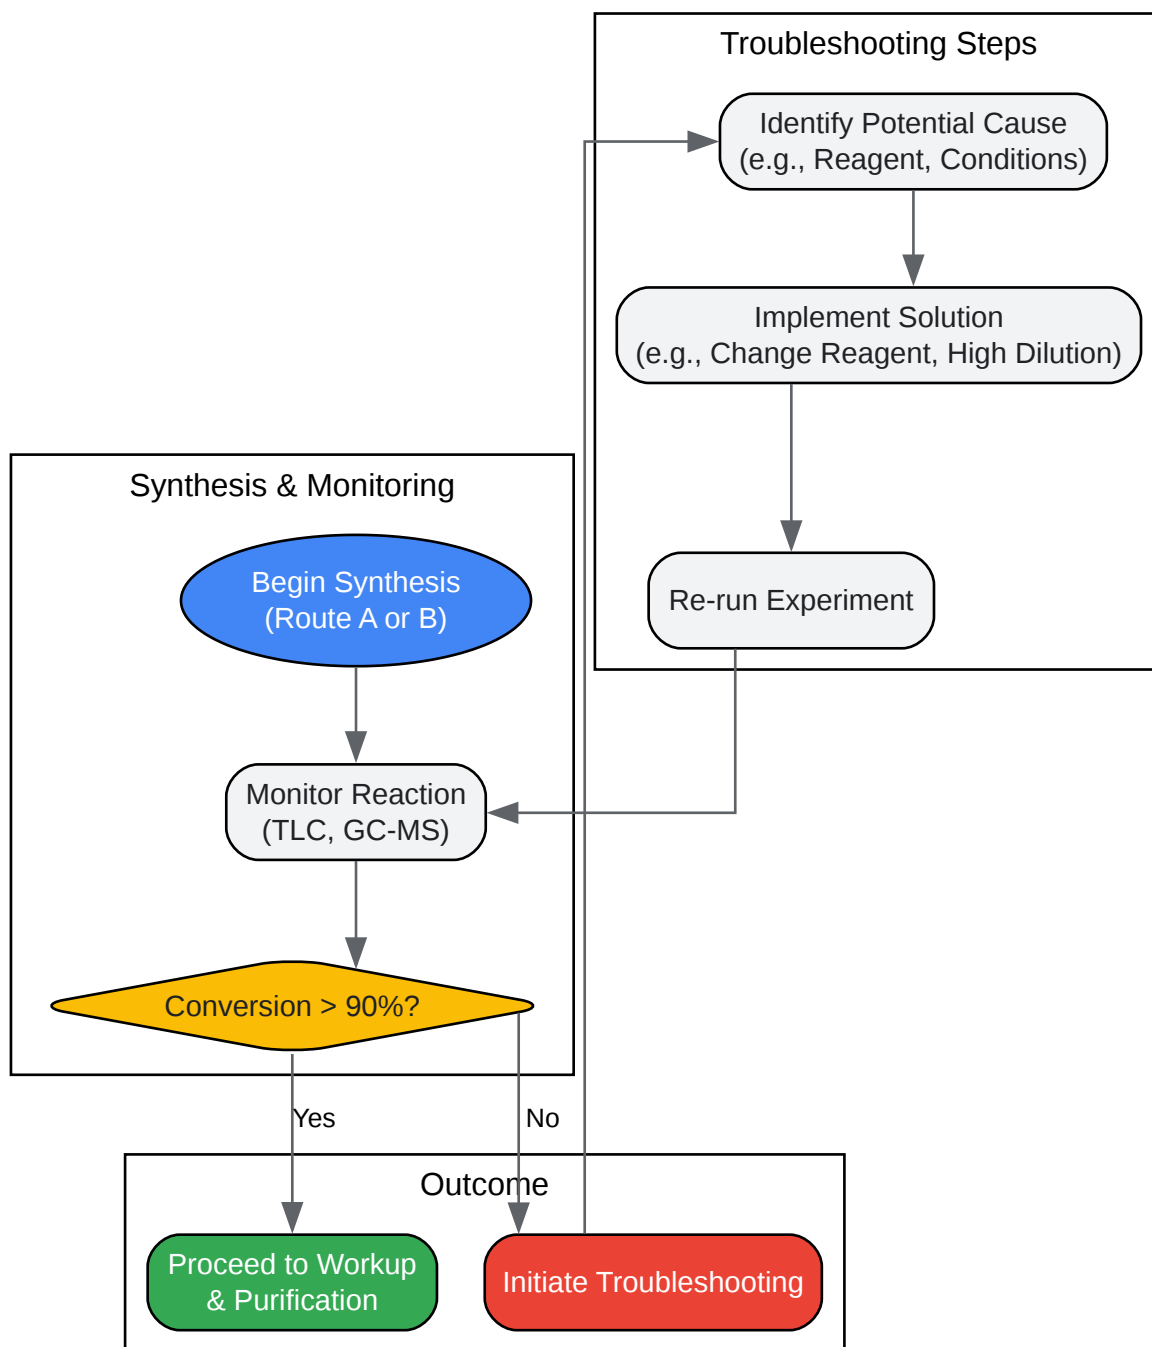 Troubleshooting Steps
Identify Potential Cause
(e.g., Reagent, Conditions)
Implement Solution
(e.g., Change Reagent, High Dilution)
Re-run Experiment
Synthesis & Monitoring
Begin Synthesis
(Route A or B)
Monitor Reaction
(TLC, GC-MS)
Conversion > 90%?
Yes
No
Outcome
Proceed to Workup
& Purification
Initiate Troubleshooting